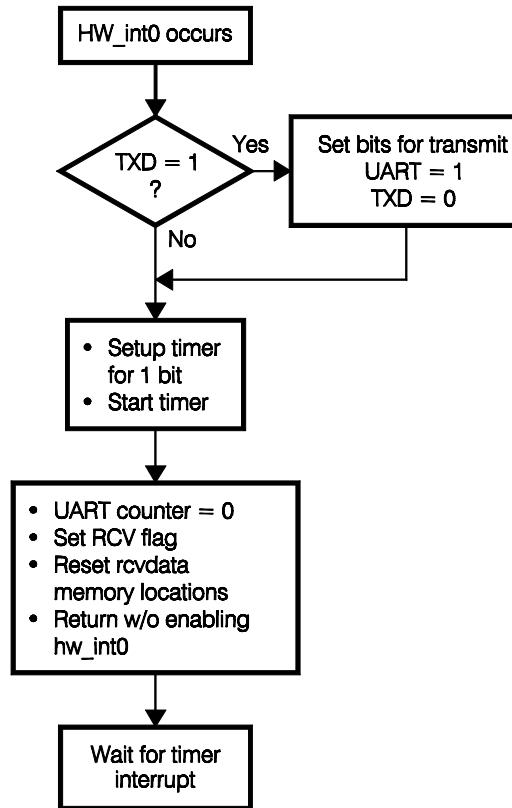 HW_int0 occurs
TXD = 1
?
Yes
Set bits for transmit
UART = 1
TXD = 0
No
• Setup timer
for 1 bit
• Start timer
• UART counter = 0
• Set RCV flag
• Reset rcvdata
memory locations
• Return w/o enabling
hw_int0
Wait for timer
interrupt